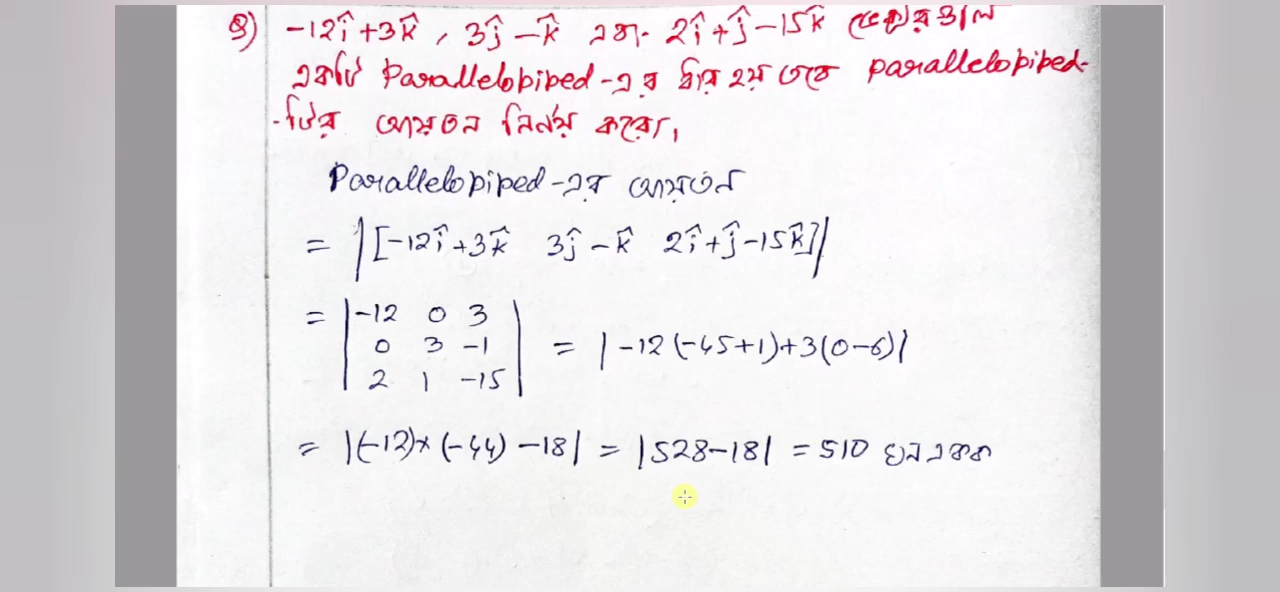 Q) -12î+3k̂, 3ĵ-k̂ এবং 2î+ĵ-15k̂ ভেক্টরগুলি
একটি Parallelopiped-এর ধার হয় তবে parallelopiped-
-টির আয়তন নির্ণয় করো।
Parallelopiped-এর আয়তন
= |[-12î+3k̂ 3ĵ-k̂ 2î+ĵ-15k̂]|
= |-12 0 3
0 3 -1
2 1 -15| = |-12(-45+1)+3(0-6)|
= |(-12)×(-44)-18| = |528-18| = 510 ঘন একক